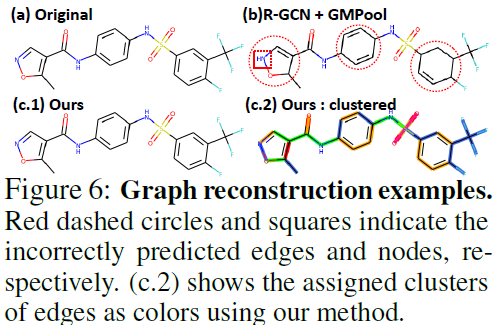 (a) Original
(b)R-GCN + GMPool
(c.1) Ours
(c.2) Ours : clustered
Figure 6: Graph reconstruction examples.
Red dashed circles and squares indicate the
incorrectly predicted edges and nodes, re-
spectively. (c.2) shows the assigned clusters
of edges as colors using our method.